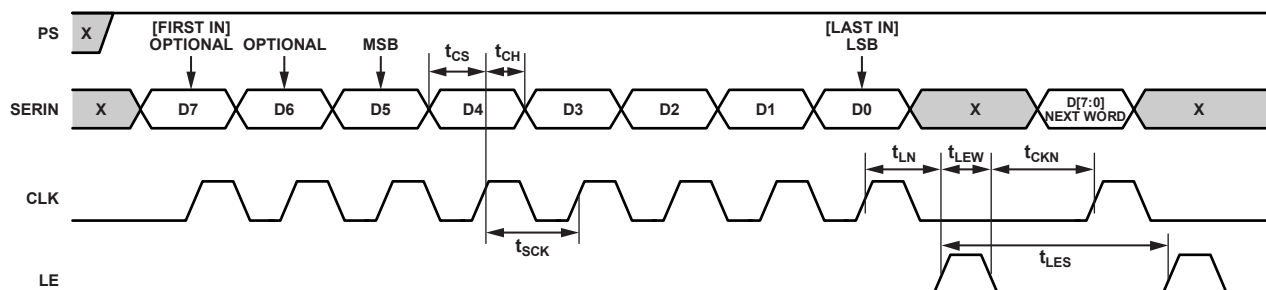 PS
X
[FIRST IN]
OPTIONAL
OPTIONAL
MSB
tCS
tCH
[LAST IN]
LSB
SERIN
X
D7
D6
D5
D4
D3
D2
D1
D0
X
D[7:0]
NEXT WORD
X
tLN
tLEW
tCKN
CLK
tSCK
tLES
LE